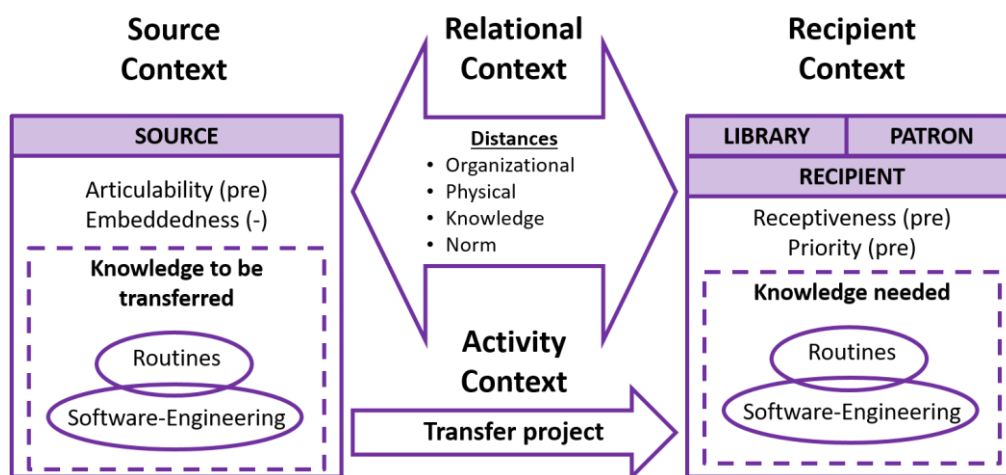 Source
Context
SOURCE
Articulability (pre)
Embeddedness (-)
Knowledge to be
transferred
Routines
Software-Engineering
Relational
Context
Distances
• Organizational
• Physical
• Knowledge
• Norm
Activity
Context
Transfer project
Recipient
Context
LIBRARY
PATRON
RECIPIENT
Receptiveness (pre)
Priority (pre)
Knowledge needed
Routines
Software-Engineering